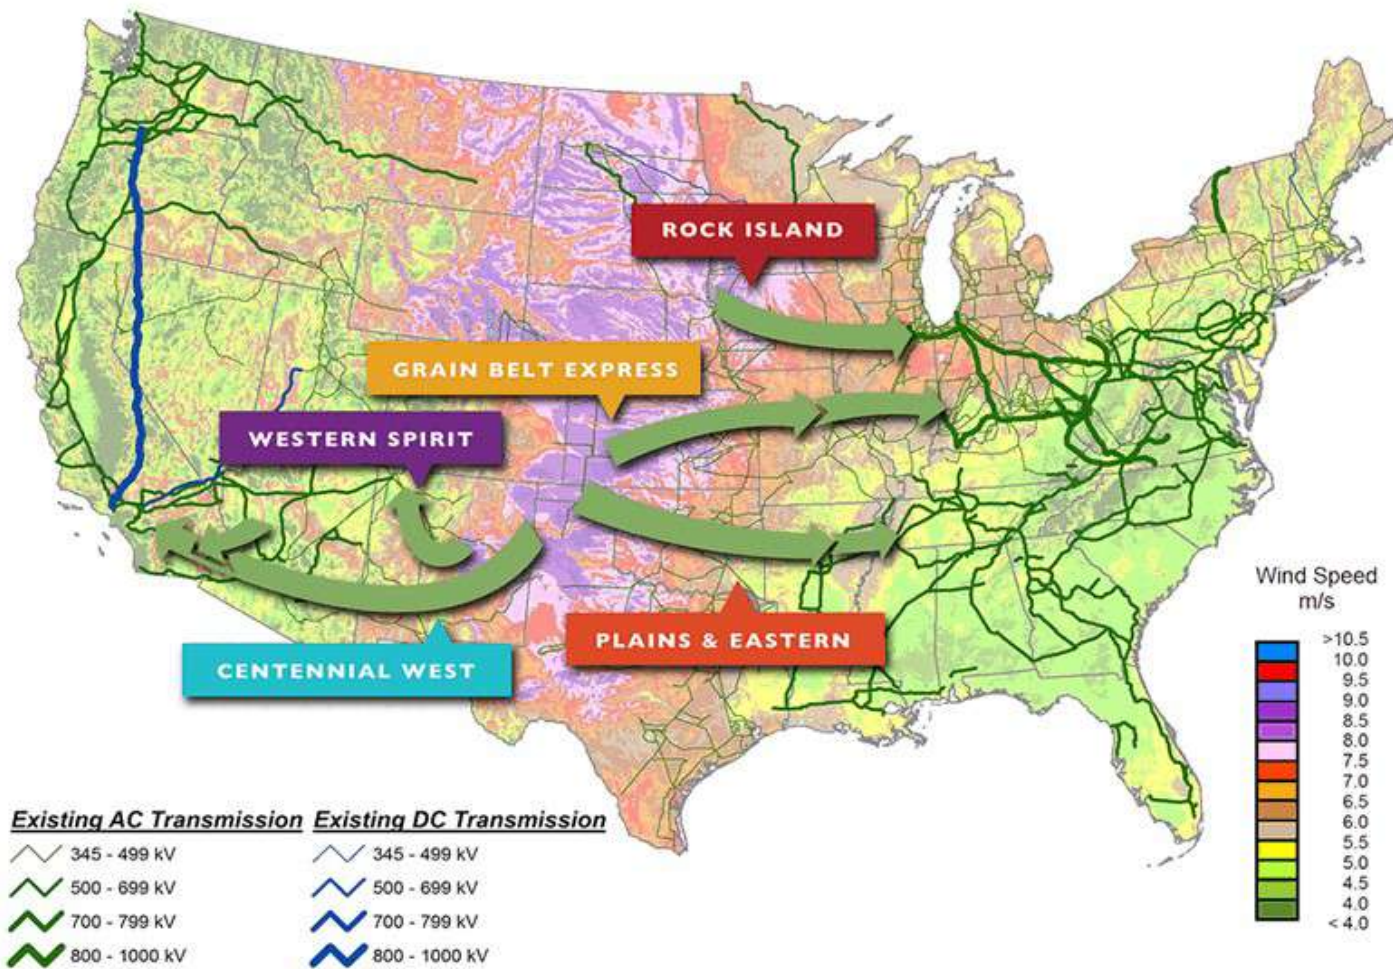 ROCK ISLAND
GRAIN BELT EXPRESS
WESTERN SPIRIT
PLAINS & EASTERN
CENTENNIAL WEST
Wind Speed
m/s
>10.5
10.0
9.5
9.0
8.5
8.0
7.5
7.0
6.5
6.0
5.5
5.0
4.5
4.0
< 4.0
Existing AC Transmission
345 - 499 kV
500 - 699 kV
700 - 799 kV
800 - 1000 kV
Existing DC Transmission
345 - 499 kV
500 - 699 kV
700 - 799 kV
800 - 1000 kV